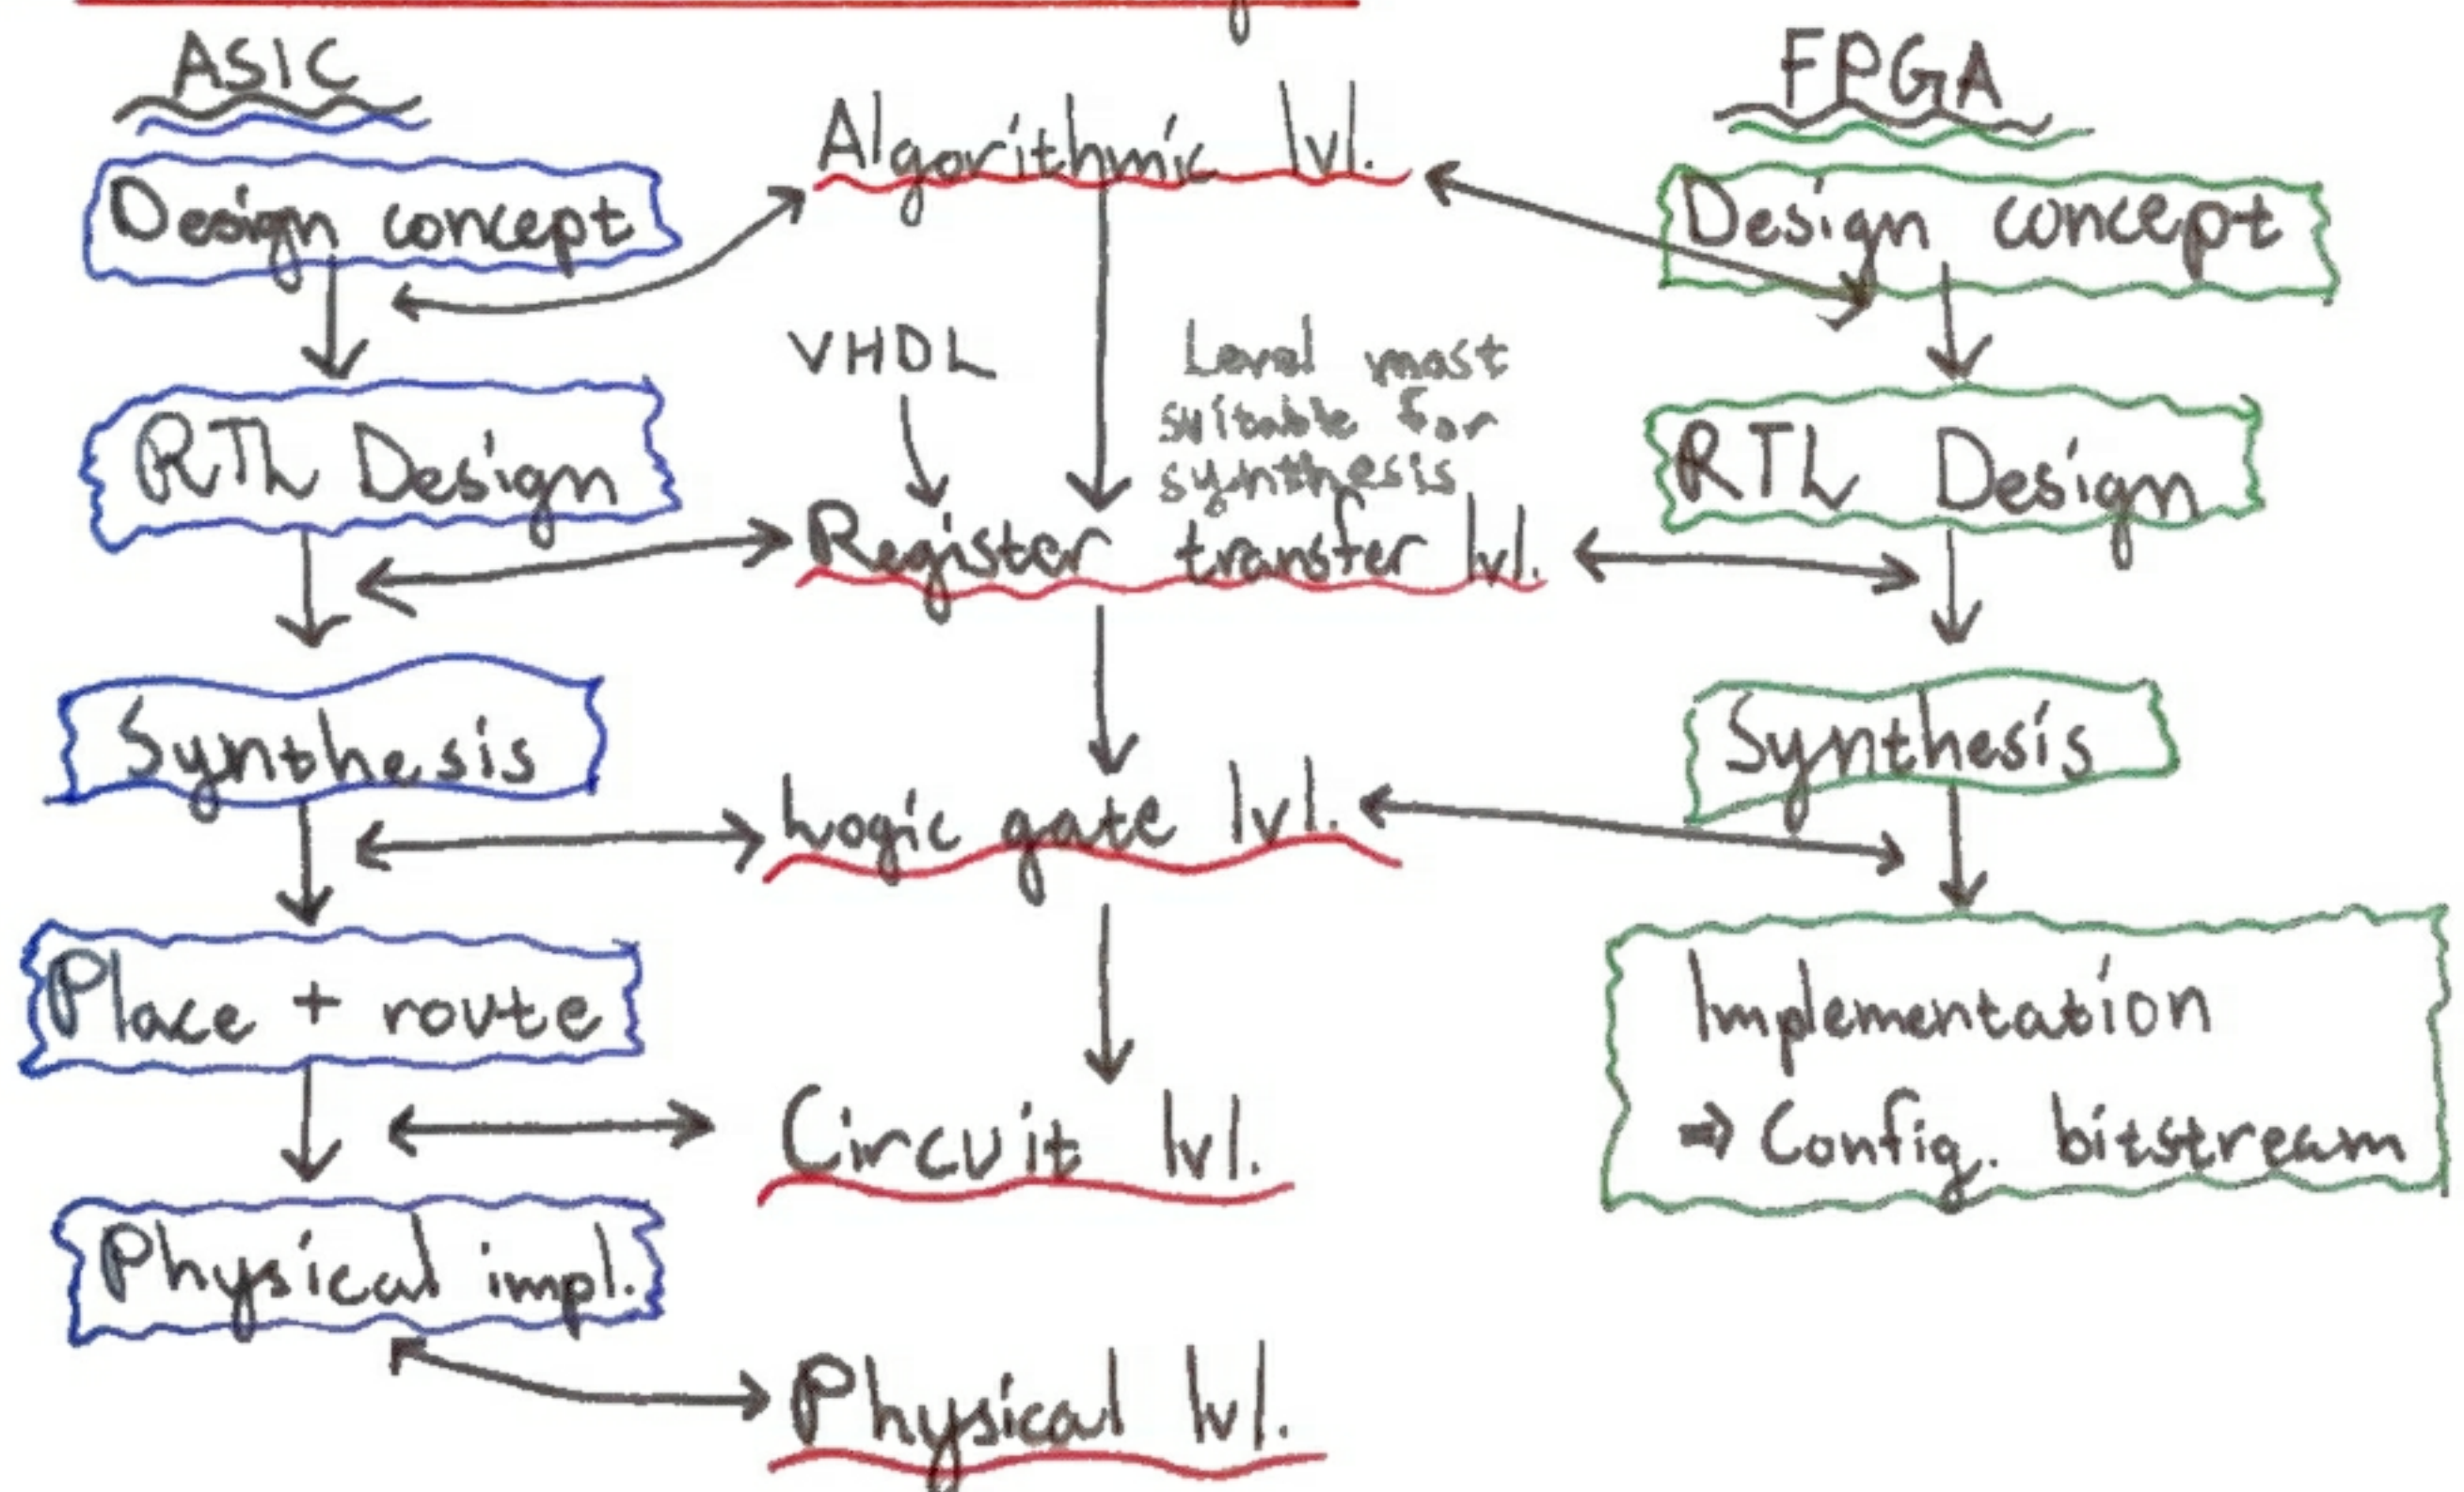 ASIC
FPGA
Algorithmic lvl.
Design concept
Design concept
VHDL
Level most
suitable for
synthesis
RTL Design
RTL Design
Register transfer lvl.
Synthesis
Synthesis
Logic gate lvl.
Place + route
Implementation
⇒ Config. bitstream
Circuit lvl.
Physical impl.
Physical lvl.